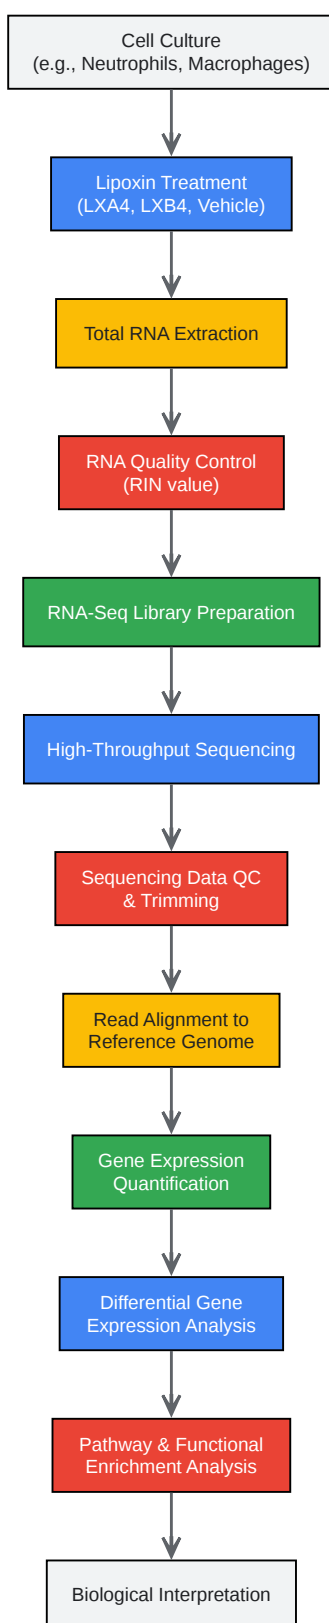 Cell Culture
(e.g., Neutrophils, Macrophages)
Lipoxin Treatment
(LXA4, LXB4, Vehicle)
Total RNA Extraction
RNA Quality Control
(RIN value)
RNA-Seq Library Preparation
High-Throughput Sequencing
Sequencing Data QC
& Trimming
Read Alignment to
Reference Genome
Gene Expression
Quantification
Differential Gene
Expression Analysis
Pathway & Functional
Enrichment Analysis
Biological Interpretation